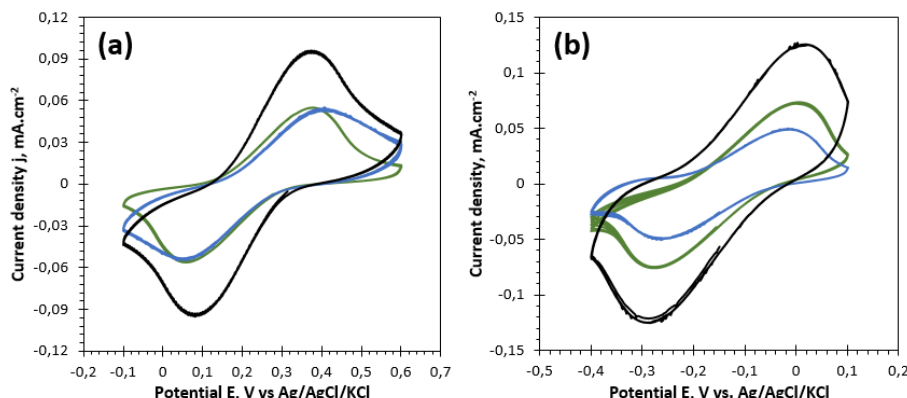 (a)
Current density j, mA.cm-2
0,12
0,09
0,06
0,03
0
-0,03
-0,06
-0,09
-0,12
-0,2 -0,1 0 0,1 0,2 0,3 0,4 0,5 0,6 0,7
Potential E, V vs Ag/AgCl/KCl
(b)
Current density, mA.cm-2
0,15
0,1
0,05
0
-0,05
-0,1
-0,15
-0,5 -0,4 -0,3 -0,2 -0,1 0 0,1 0,2
Potential E, V vs. Ag/AgCl/KCl